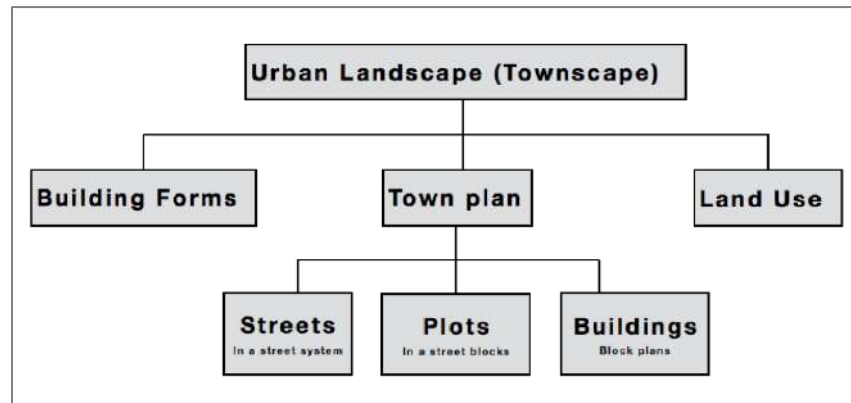 Urban Landscape (Townscape)
Building Forms
Town plan
Land Use
Streets
In a street system
Plots
In a street blocks
Buildings
Block plans